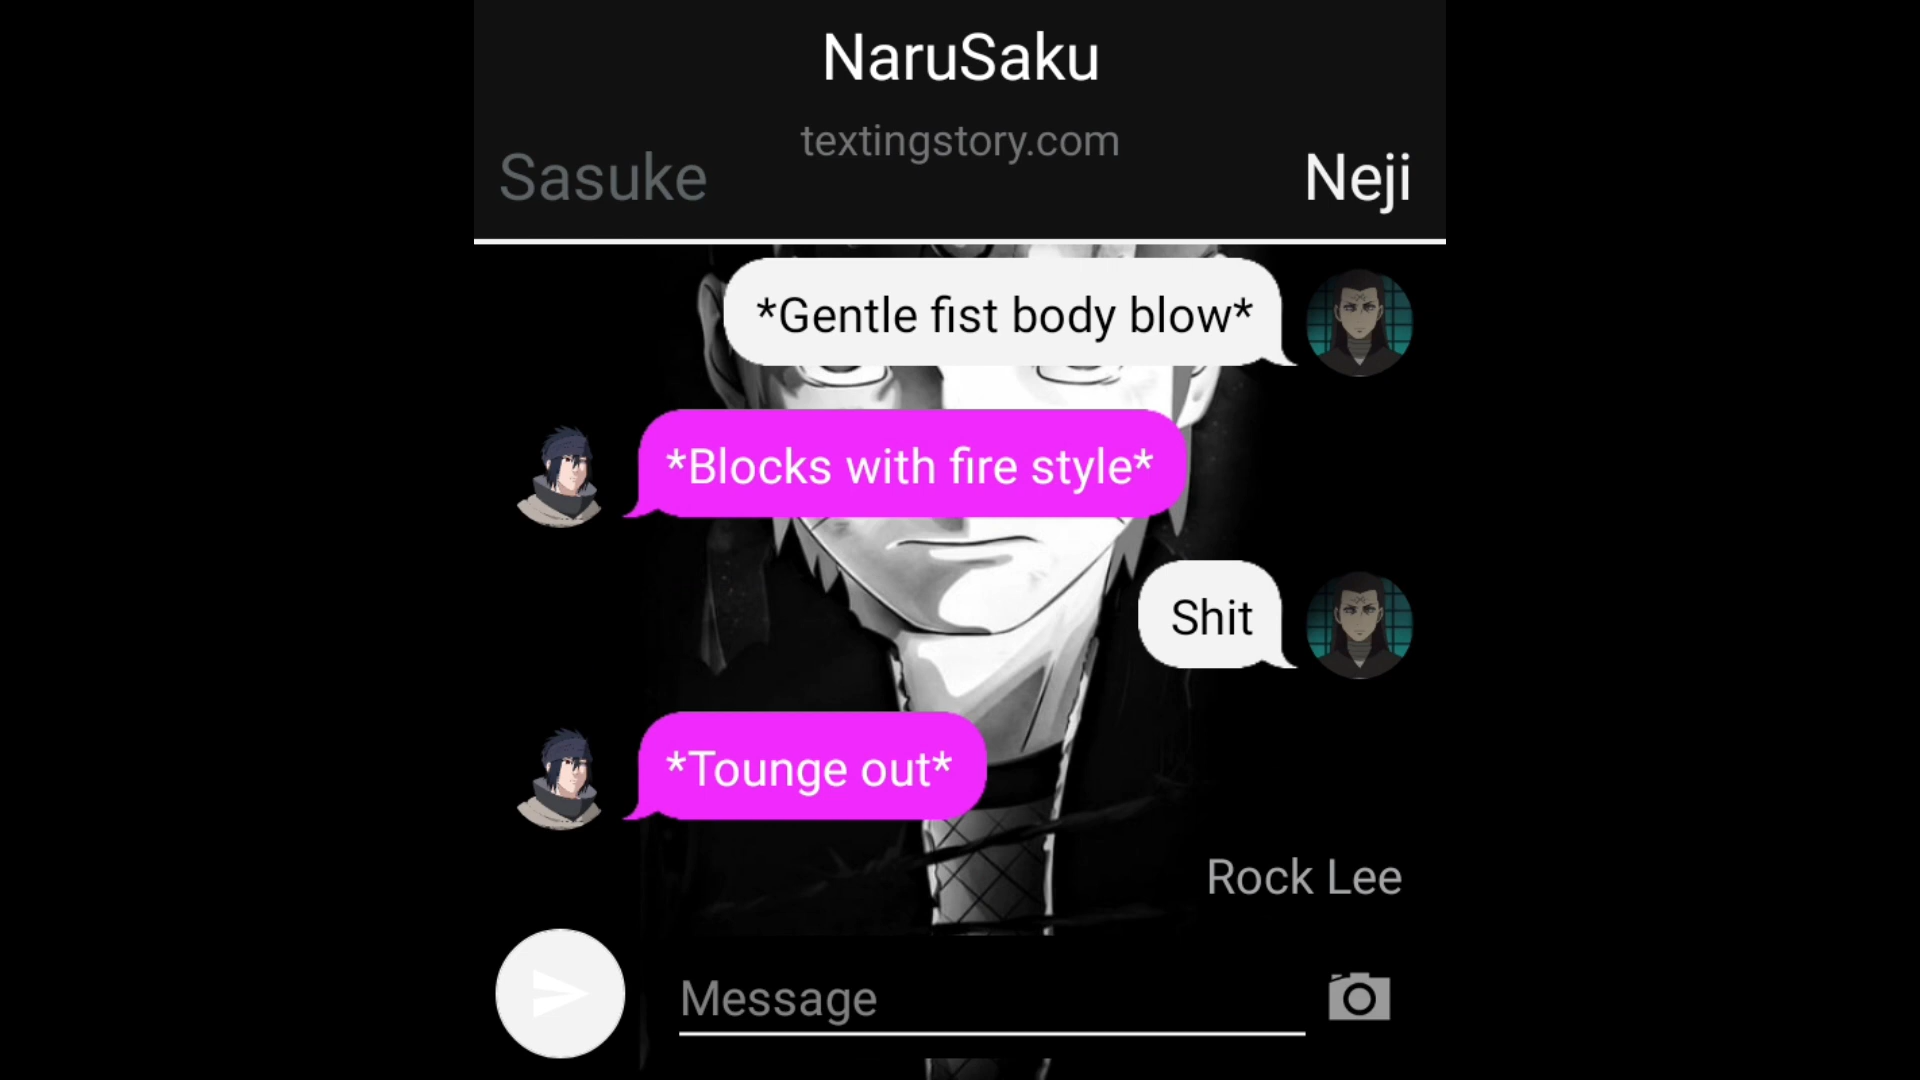 NaruSaku
textingstory.com
Sasuke
Neji
*Gentle fist body blow*
*Blocks with fire style*
Shit
*Tounge out*
Rock Lee
Message